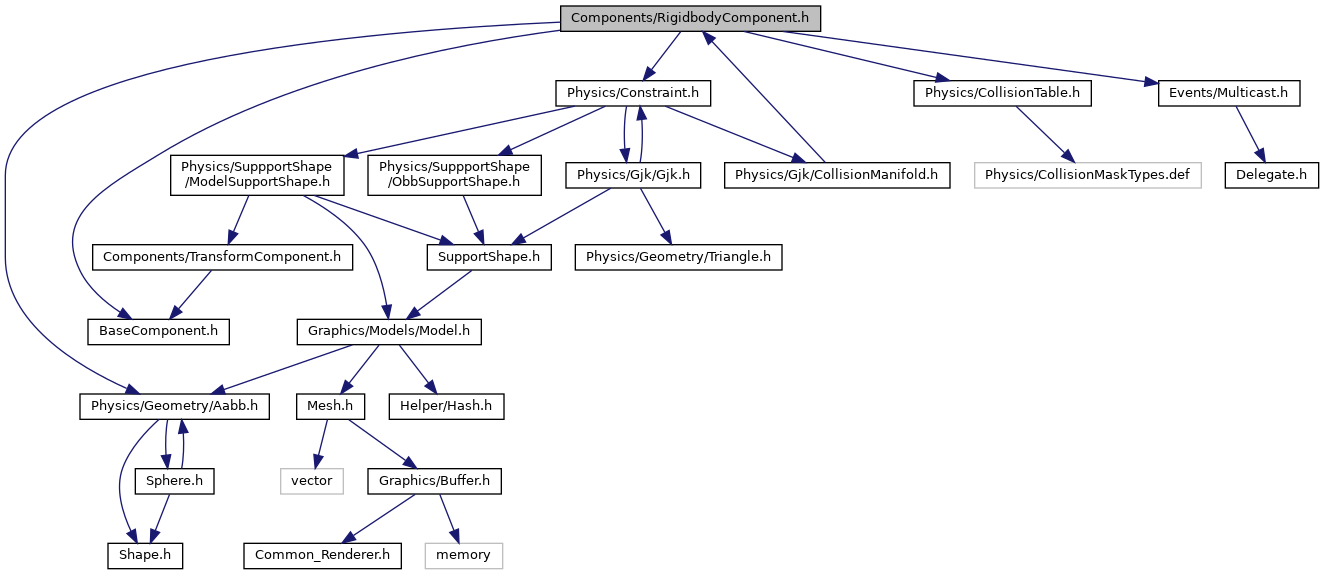 Components/RigidbodyComponent.h
Physics/Constraint.h
Physics/CollisionTable.h
Events/Multicast.h
Physics/SuppportShape
/ModelSupportShape.h
Physics/SuppportShape
/ObbSupportShape.h
Physics/Gjk/Gjk.h
Physics/Gjk/CollisionManifold.h
Physics/CollisionMaskTypes.def
Delegate.h
Components/TransformComponent.h
SupportShape.h
Physics/Geometry/Triangle.h
BaseComponent.h
Graphics/Models/Model.h
Physics/Geometry/Aabb.h
Mesh.h
Helper/Hash.h
Sphere.h
vector
Graphics/Buffer.h
Shape.h
Common_Renderer.h
memory